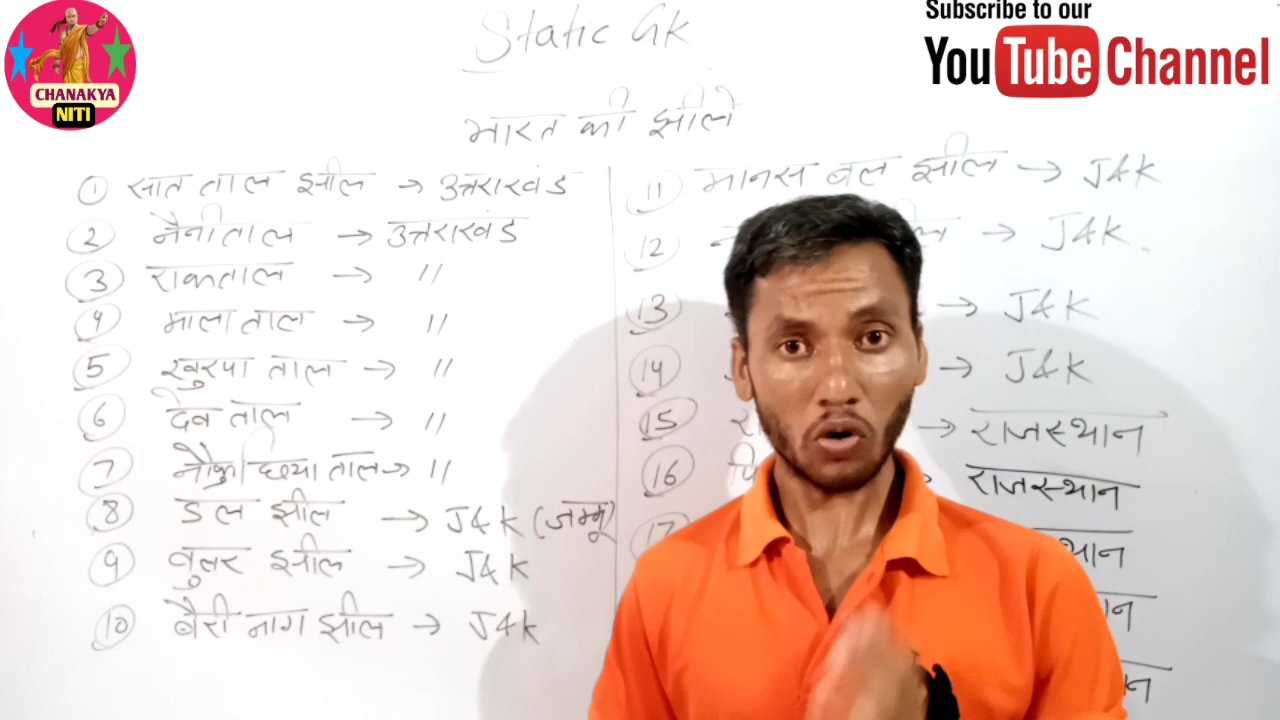 CHANAKYA
NITI
Subscribe to our
YouTube Channel
Static Gk
भारत की झीले
1 सात ताल झील → उत्तराखंड
2 नैनीताल → उत्तराखंड
3 राकताल → "
4 माला ताल → "
5 खुरपा ताल → "
6 देव ताल → "
7 → "
8 डल झील → J&K (जम्मू)
9 वुलर झील → J&K
10 बैरी नाग झील → J&K
11 मानस बल झील → J&K
12 → J&K.
13 → J&K
14 → J&K
15 → राजस्थान
16 → राजस्थान
17